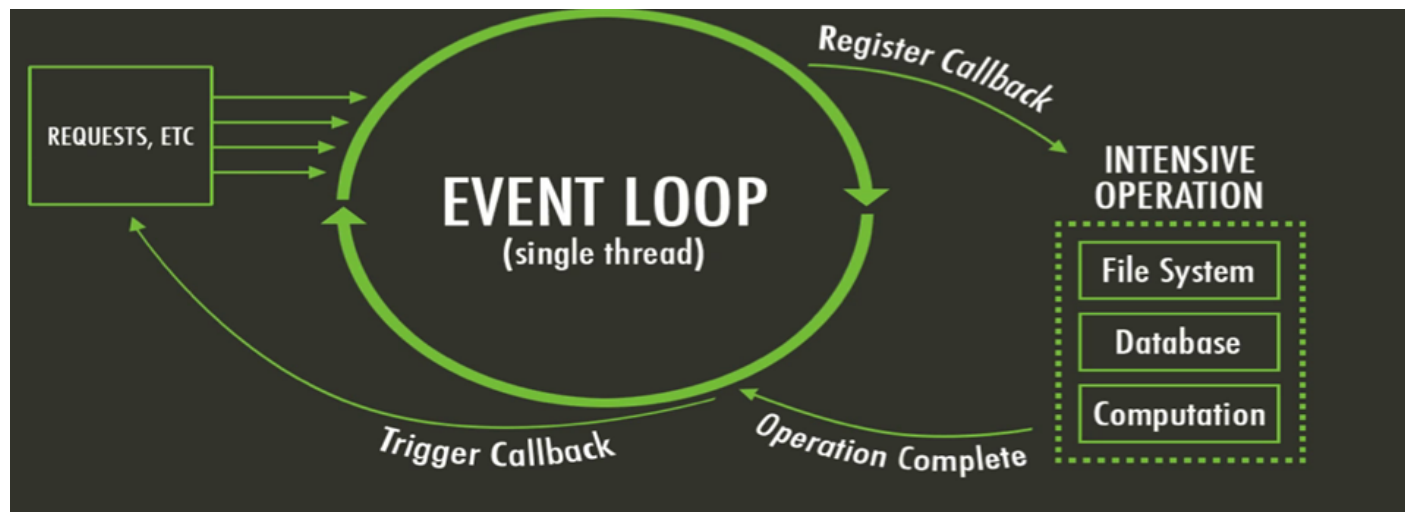 Register Callback
REQUESTS, ETC
EVENT LOOP
(single thread)
INTENSIVE
OPERATION
File System
Database
Computation
Operation Complete
Trigger Callback